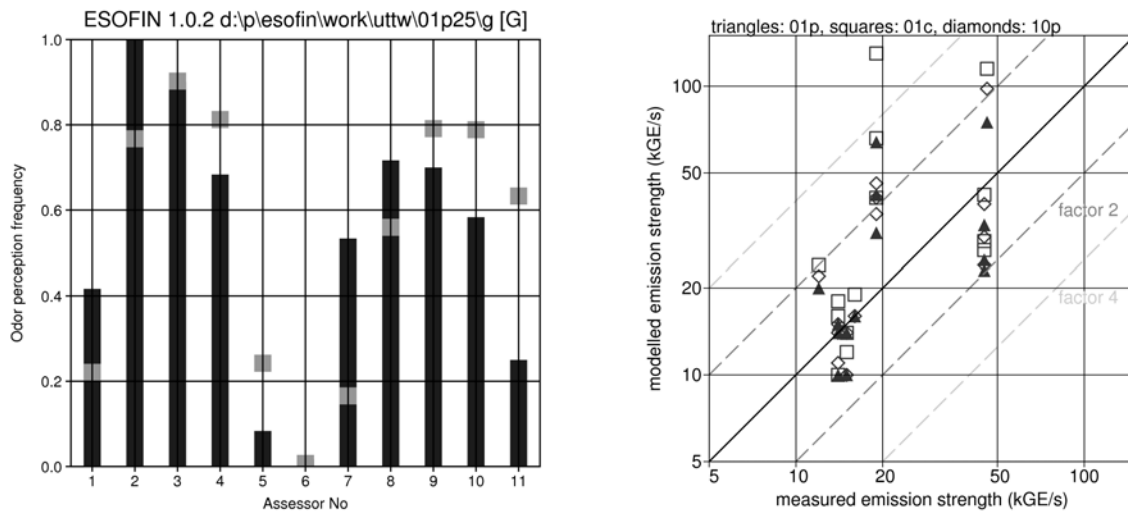 ESOFIN 1.0.2 d:\p\esofin\work\uttw\01p25\g [G]
1.0
0.8
0.6
0.4
0.2
0.0
Odor perception frequency
1 2 3 4 5 6 7 8 9 10 11
Assessor No
triangles: 01p, squares: 01c, diamonds: 10p
100
50
20
10
5
modelled emission strength (kGE/s)
factor 2
factor 4
5 10 20 50 100
measured emission strength (kGE/s)